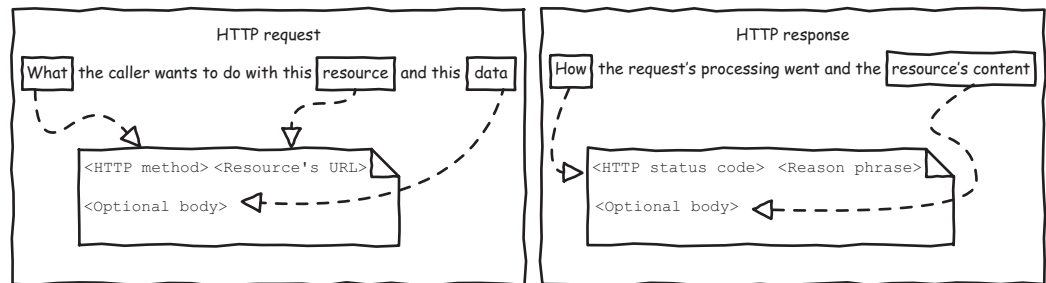 HTTP request
What the caller wants to do with this resource and this data
<HTTP method> <Resource's URL>
<Optional body>
HTTP response
How the request's processing went and the resource's content
<HTTP status code> <Reason phrase>
<Optional body>